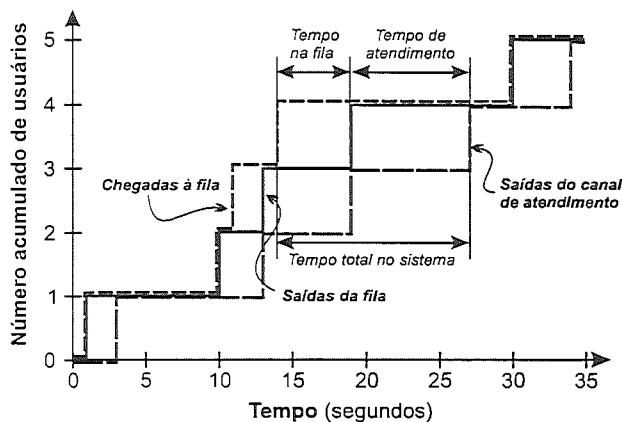 Número acumulado de usuários
5
4
3
2
1
0
Tempo
na fila
Tempo de
atendimento
Chegadas à fila
Saídas do canal
de atendimento
Tempo total no sistema
Saídas da fila
0 5 10 15 20 25 30 35
Tempo (segundos)